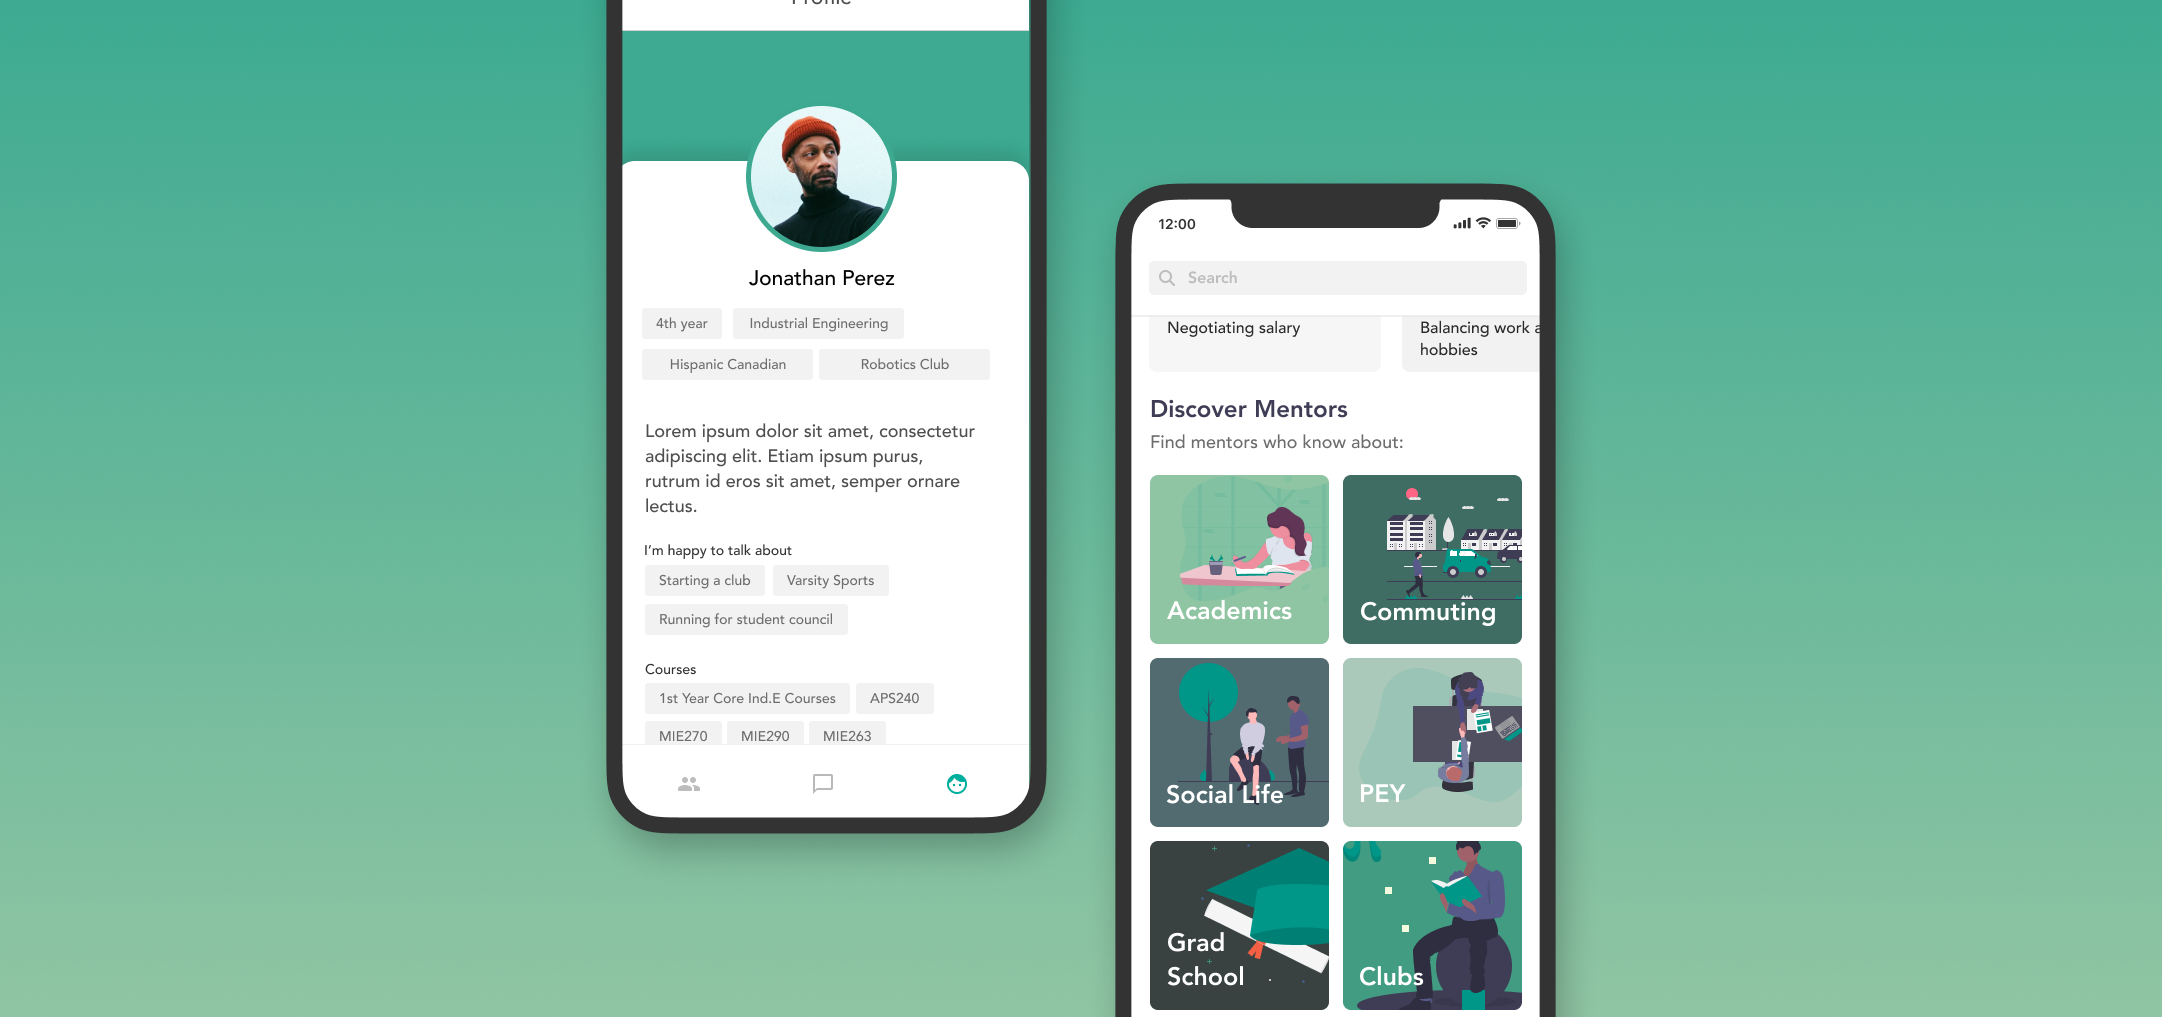 Profile
Jonathan Perez
4th year
Industrial Engineering
Hispanic Canadian
Robotics Club
Lorem ipsum dolor sit amet, consectetur
adipiscing elit. Etiam ipsum purus,
rutrum id eros sit amet, semper ornare
lectus.
I'm happy to talk about
Starting a club
Varsity Sports
Running for student council
Courses
1st Year Core Ind.E Courses
APS240
MIE270
MIE290
MIE263
12:00
Search
Negotiating salary
Balancing work a
hobbies
Discover Mentors
Find mentors who know about:
Academics
Commuting
Social Life
PEY
Grad
School
Clubs